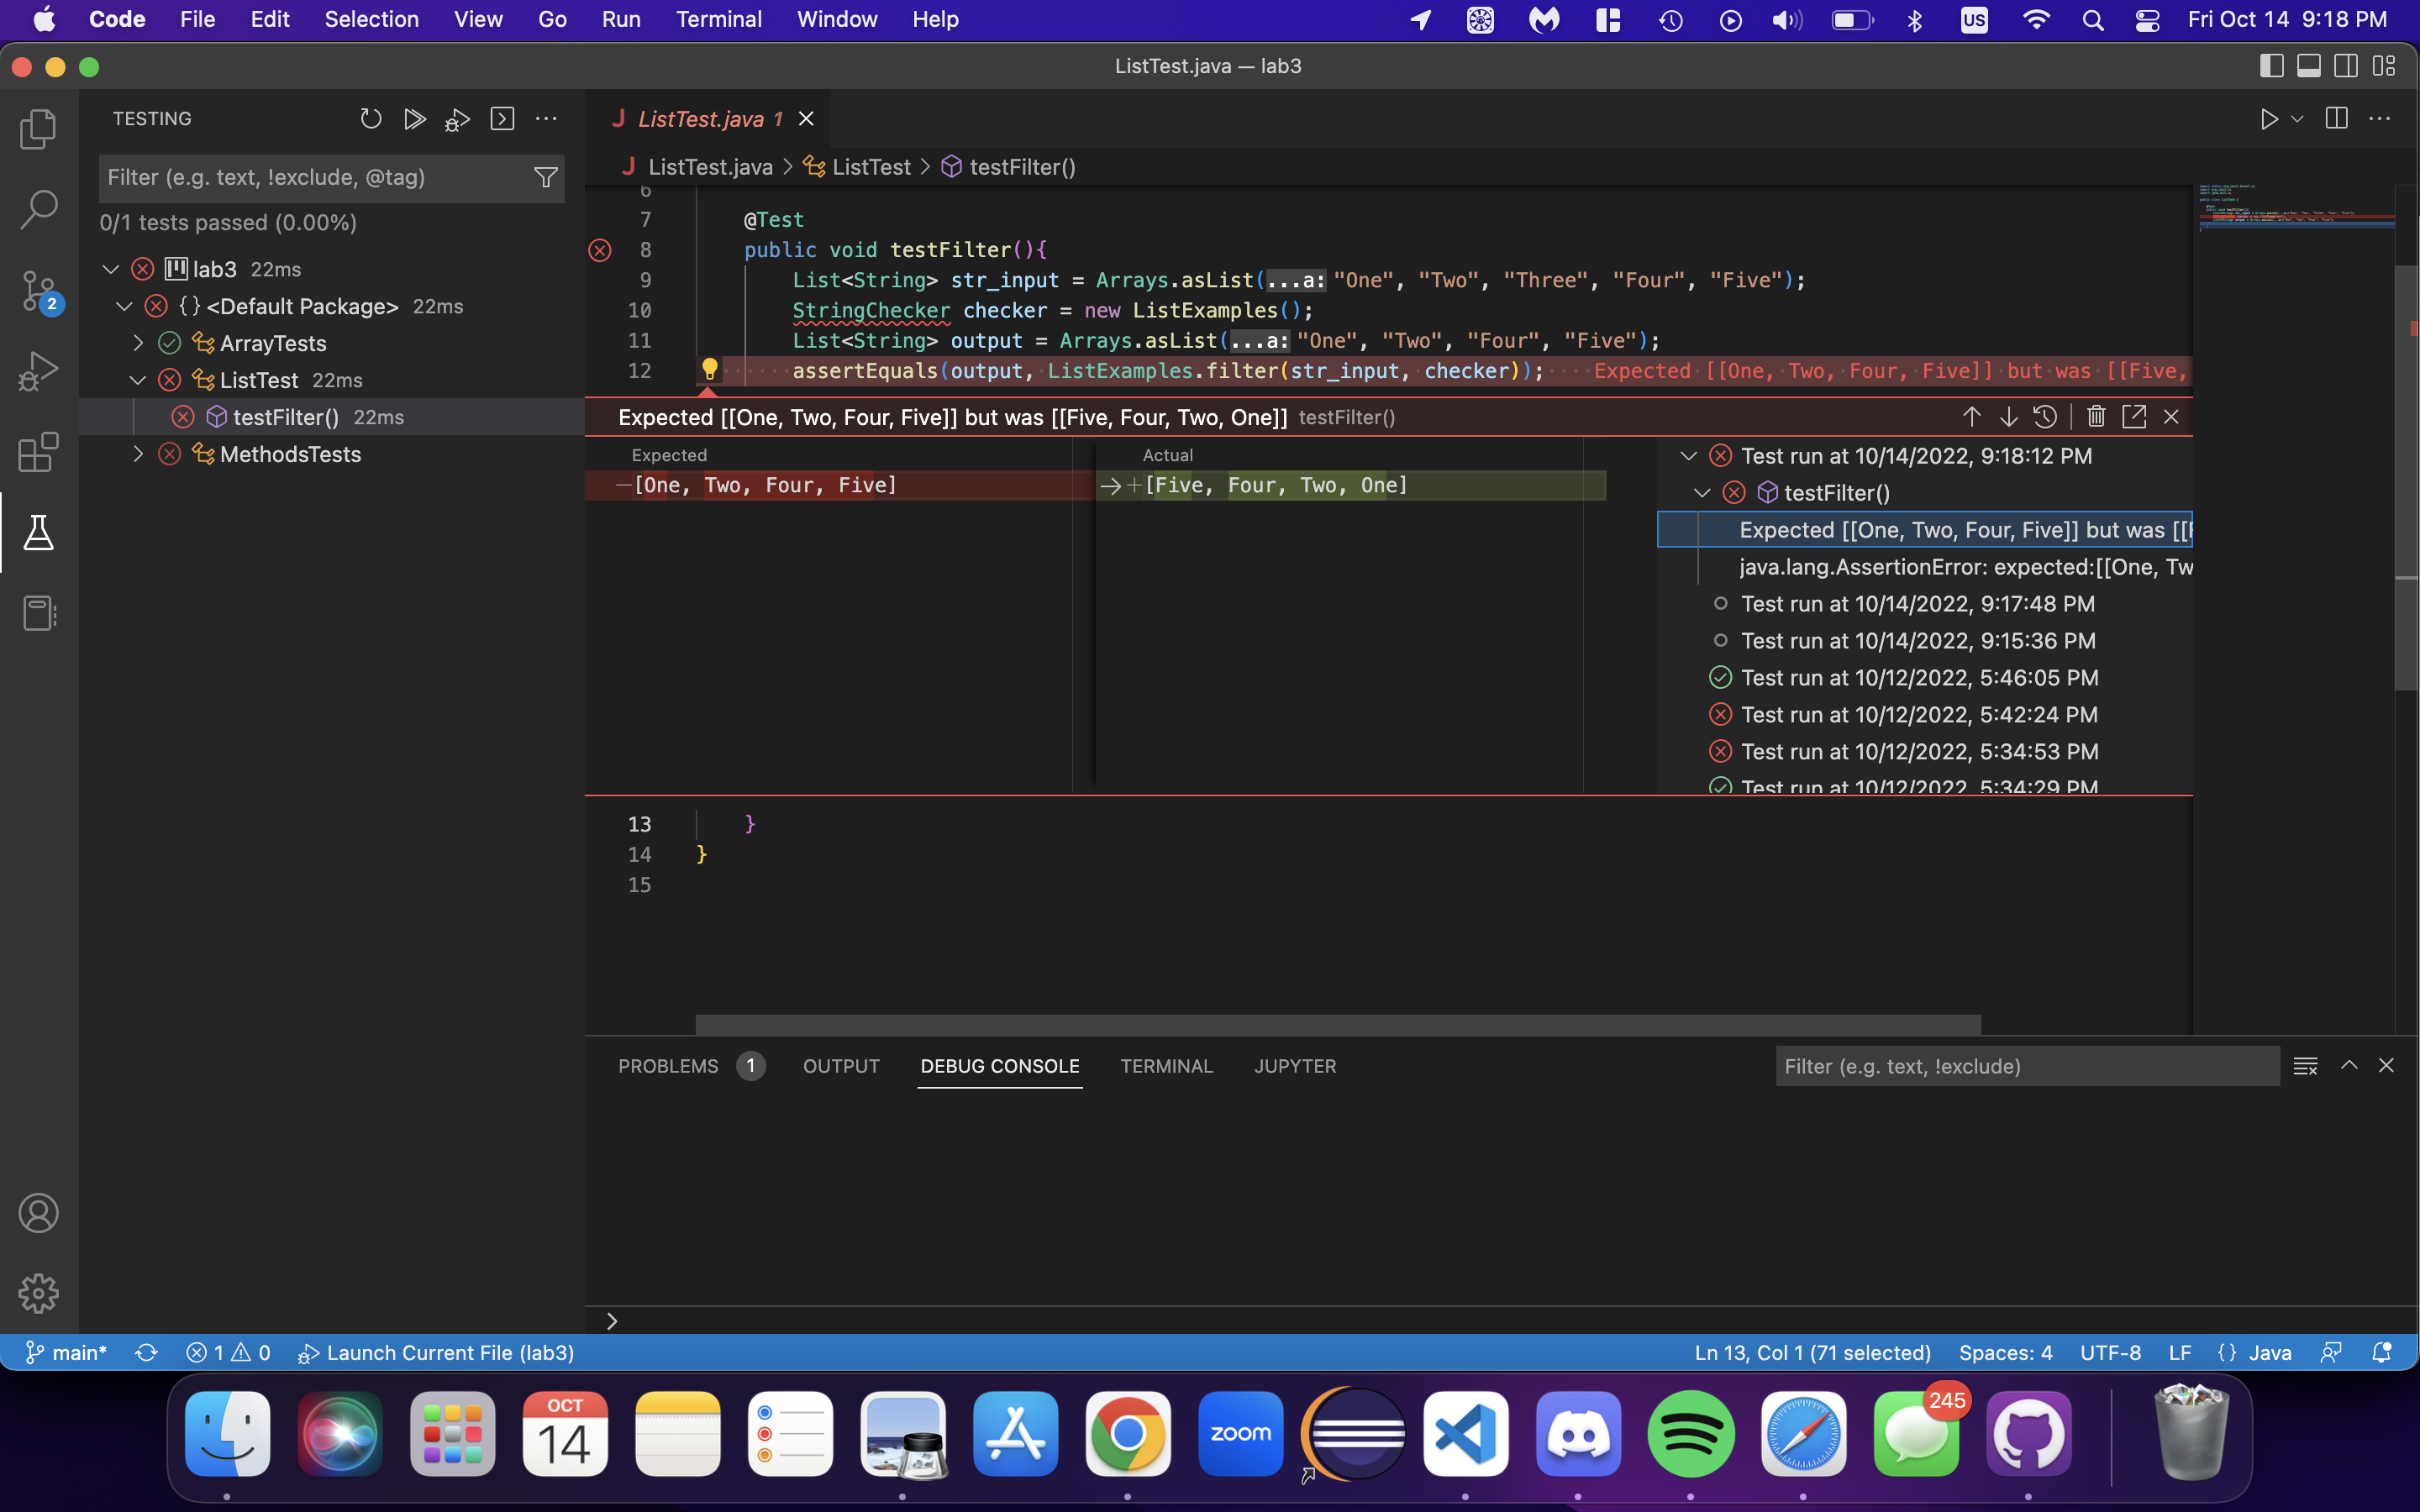 Code File Edit Selection View Go Run Terminal Window Help US Fri Oct 14 9:18 PM
ListTest.java — lab3
TESTING
Filter (e.g. text, !exclude, @tag)
0/1 tests passed (0.00%)
lab3 22ms
{} <Default Package> 22ms
ArrayTests
ListTest 22ms
testFilter() 22ms
MethodsTests
2
J ListTest.java 1
J ListTest.java > ListTest > testFilter()
6
7 @Test
8 public void testFilter(){
9 List<String> str_input = Arrays.asList(...a: "One", "Two", "Three", "Four", "Five");
10 StringChecker checker = new ListExamples();
11 List<String> output = Arrays.asList(...a: "One", "Two", "Four", "Five");
12 assertEquals(output, ListExamples.filter(str_input, checker)); Expected [[One, Two, Four, Five]] but was [[Five,
Expected [[One, Two, Four, Five]] but was [[Five, Four, Two, One]] testFilter()
Expected Actual
—[One, Two, Four, Five] →+[Five, Four, Two, One]
Test run at 10/14/2022, 9:18:12 PM
testFilter()
Expected [[One, Two, Four, Five]] but was [[F
java.lang.AssertionError: expected:[[One, Tw
Test run at 10/14/2022, 9:17:48 PM
Test run at 10/14/2022, 9:15:36 PM
Test run at 10/12/2022, 5:46:05 PM
Test run at 10/12/2022, 5:42:24 PM
Test run at 10/12/2022, 5:34:53 PM
Test run at 10/12/2022, 5:34:29 PM
13 }
14 }
15
PROBLEMS 1 OUTPUT DEBUG CONSOLE TERMINAL JUPYTER Filter (e.g. text, !exclude)
>
main* 1 0 Launch Current File (lab3) Ln 13, Col 1 (71 selected) Spaces: 4 UTF-8 LF {} Java
OCT
14
zoom
245